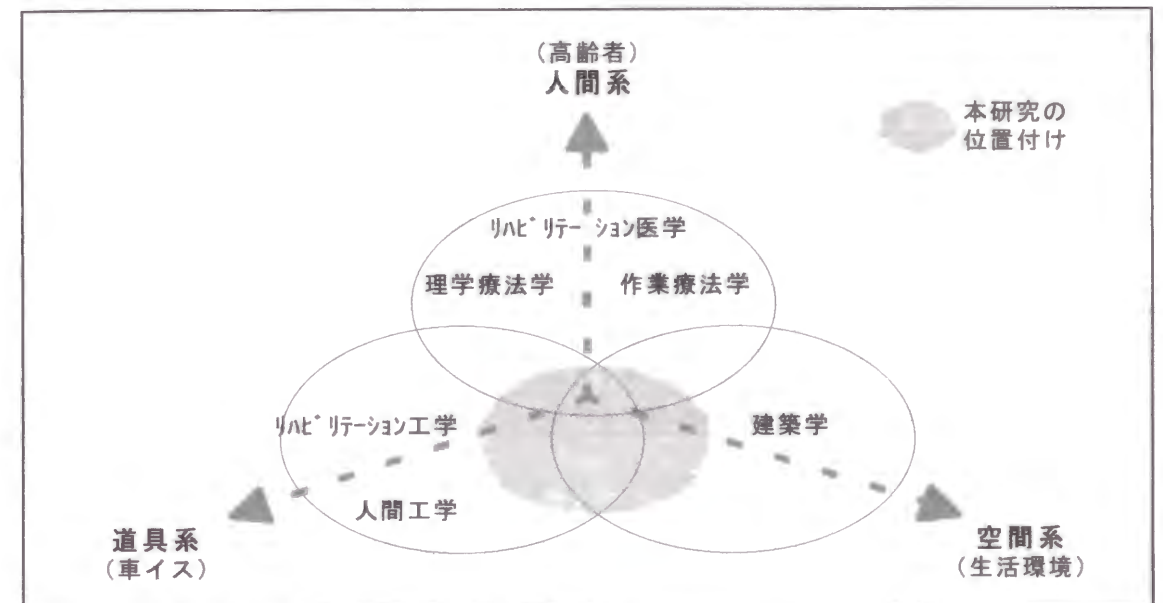 (高齢者)
人間系
本研究の
位置付け
ﾘﾊﾋﾞﾘﾃｰｼｮﾝ医学
理学療法学 作業療法学
ﾘﾊﾋﾞﾘﾃｰｼｮﾝ工学
建築学
人間工学
道具系
(車イス)
空間系
(生活環境)